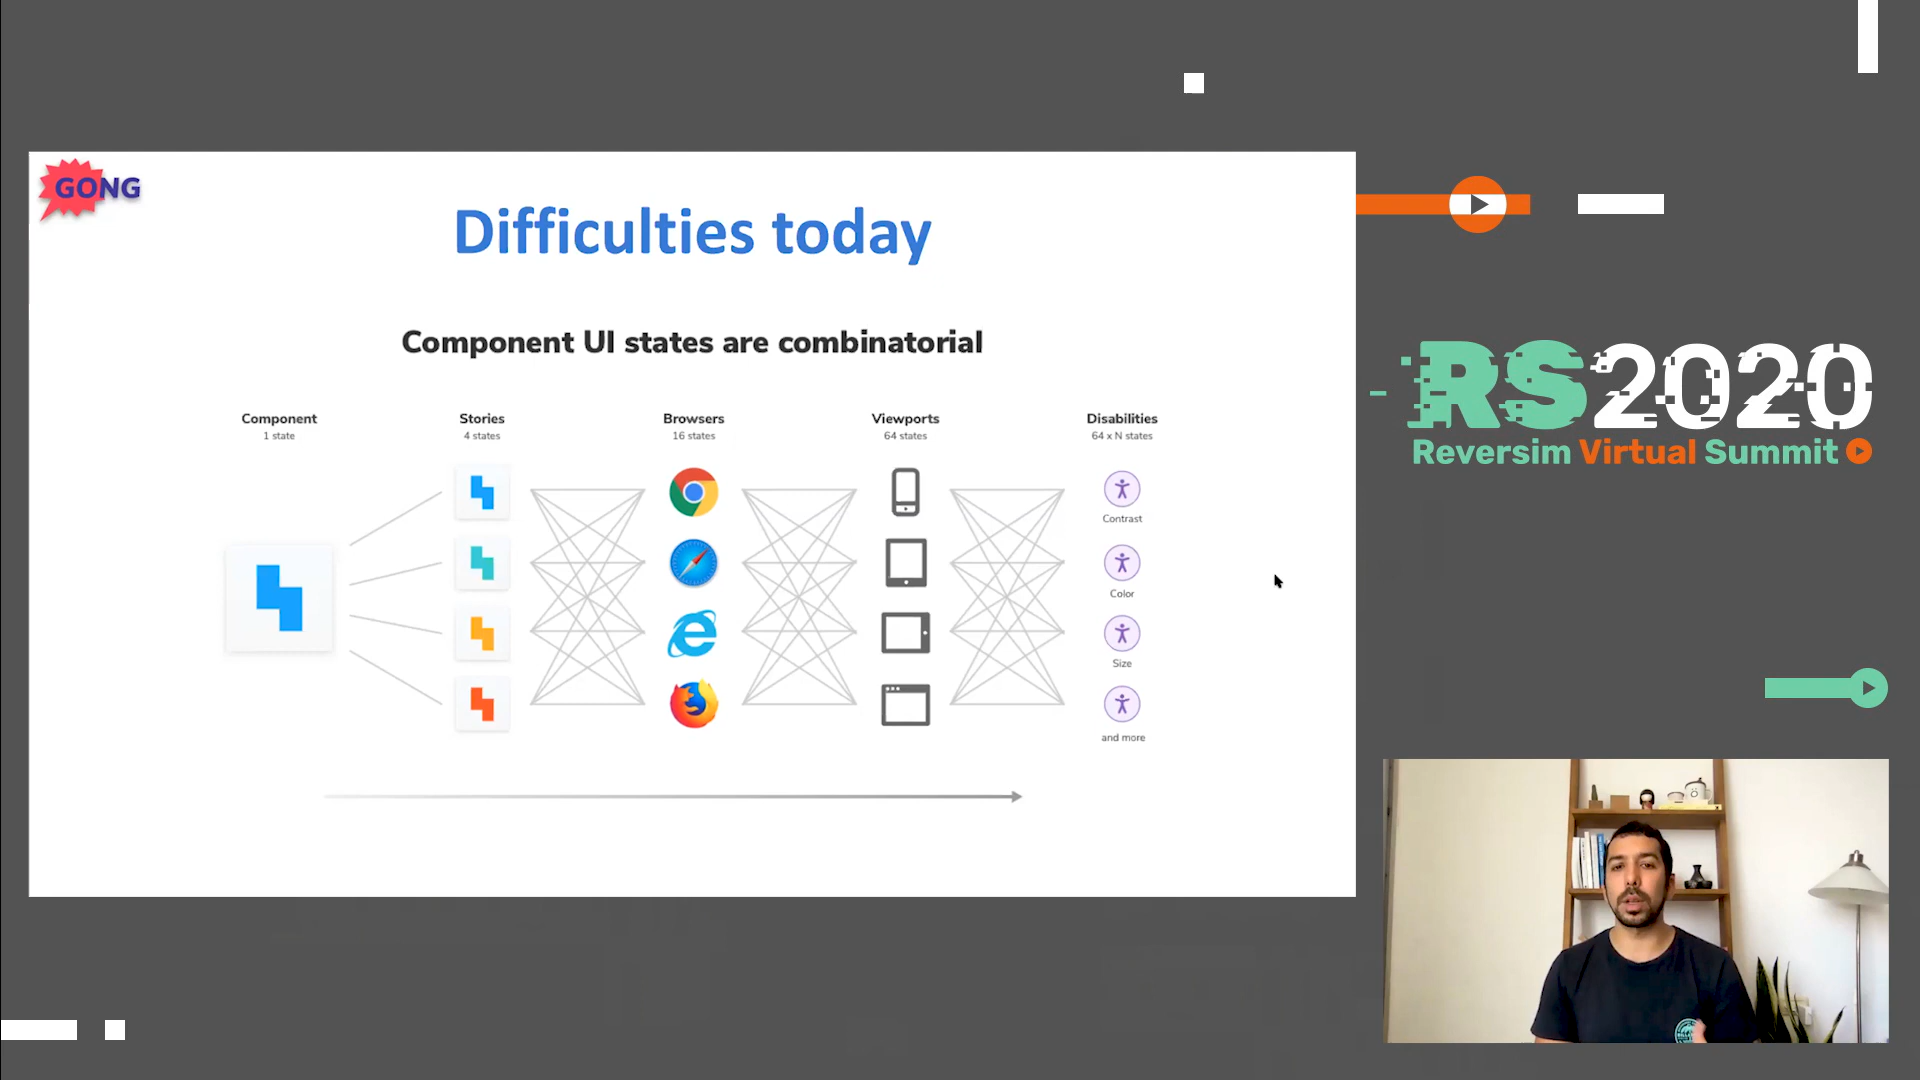 GONG
Difficulties today
Component UI states are combinatorial
Component
1 state
Stories
4 states
Browsers
16 states
Viewports
64 states
Disabilities
64 x N states
Contrast
Color
Size
and more
RS2020
Reversim Virtual Summit